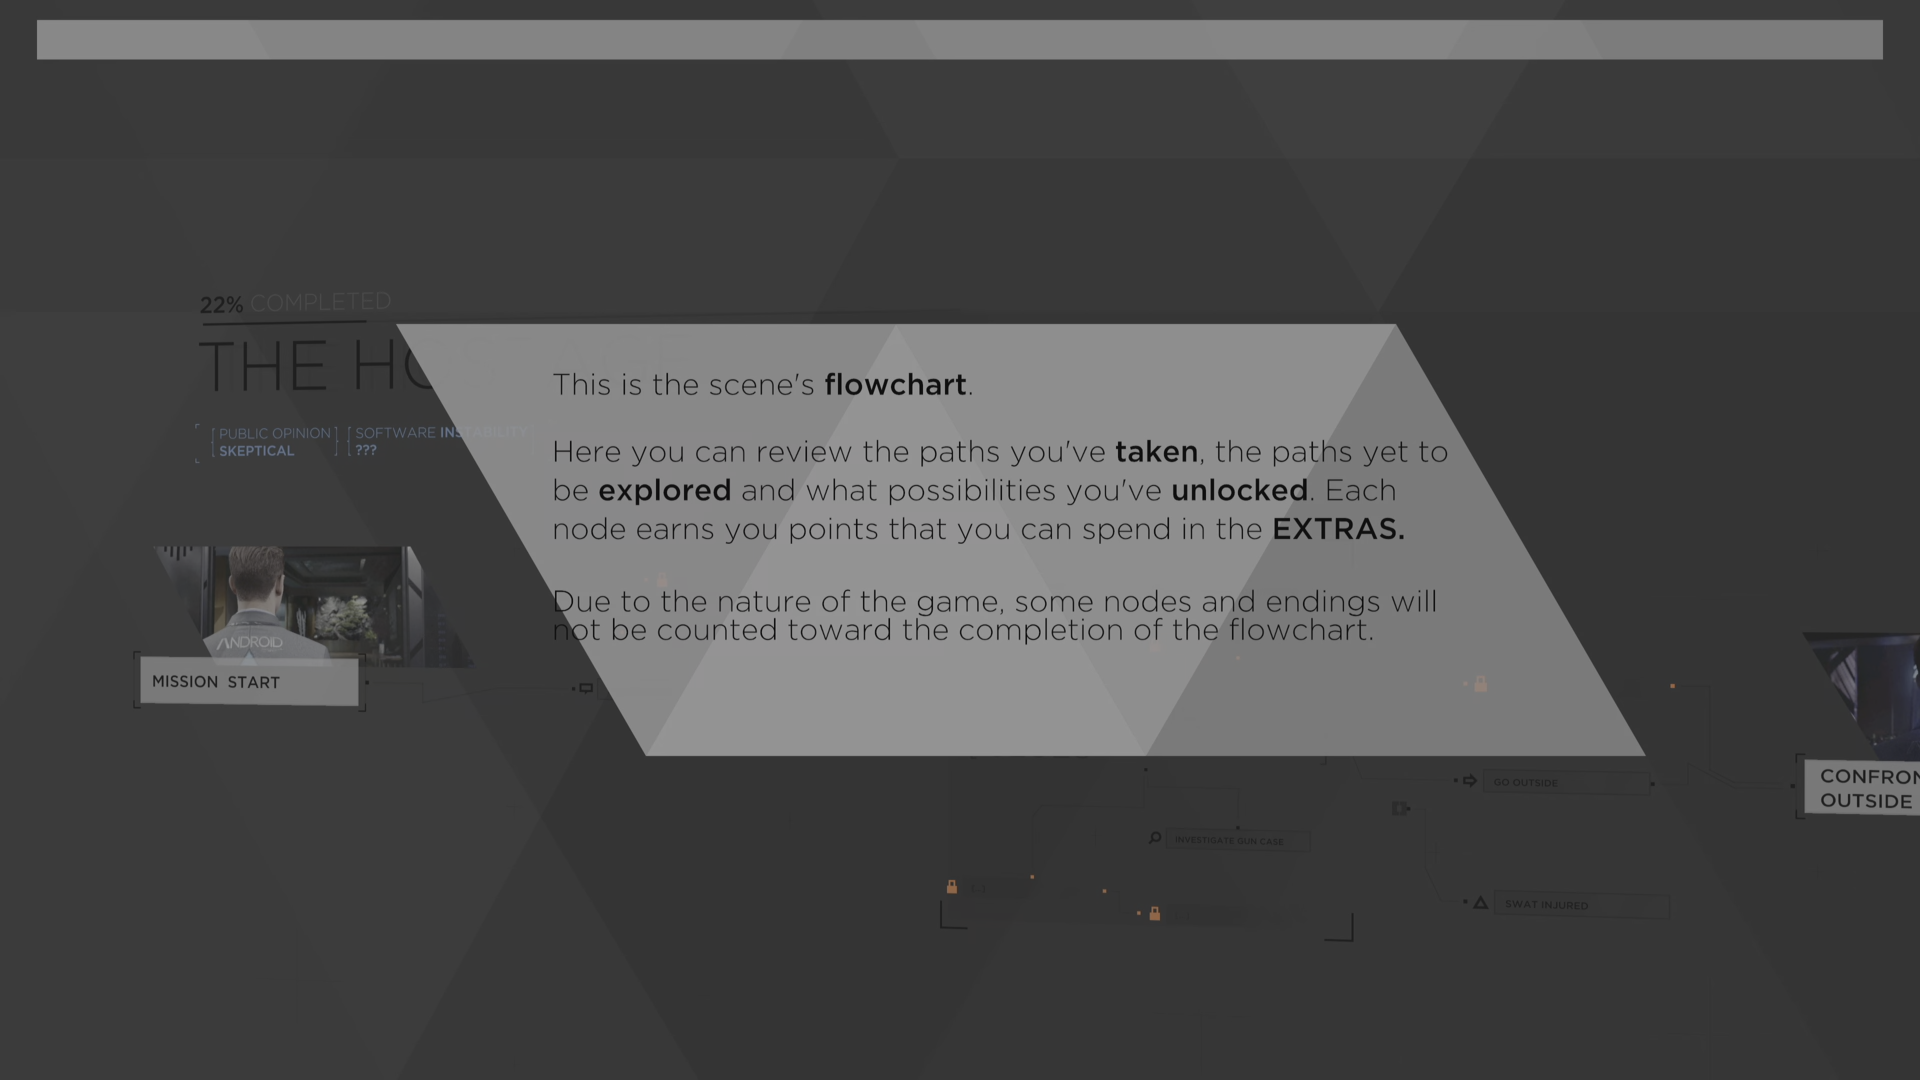 22% COMPLETED
THE HO
PUBLIC OPINION
SKEPTICAL
SOFTWARE INSTABILITY
???
This is the scene's flowchart.
Here you can review the paths you've taken, the paths yet to
be explored and what possibilities you've unlocked. Each
node earns you points that you can spend in the EXTRAS.
Due to the nature of the game, some nodes and endings will
not be counted toward the completion of the flowchart.
ANDROID
MISSION START
GO OUTSIDE
CONFRON
OUTSIDE
INVESTIGATE GUN CASE
SWAT INJURED